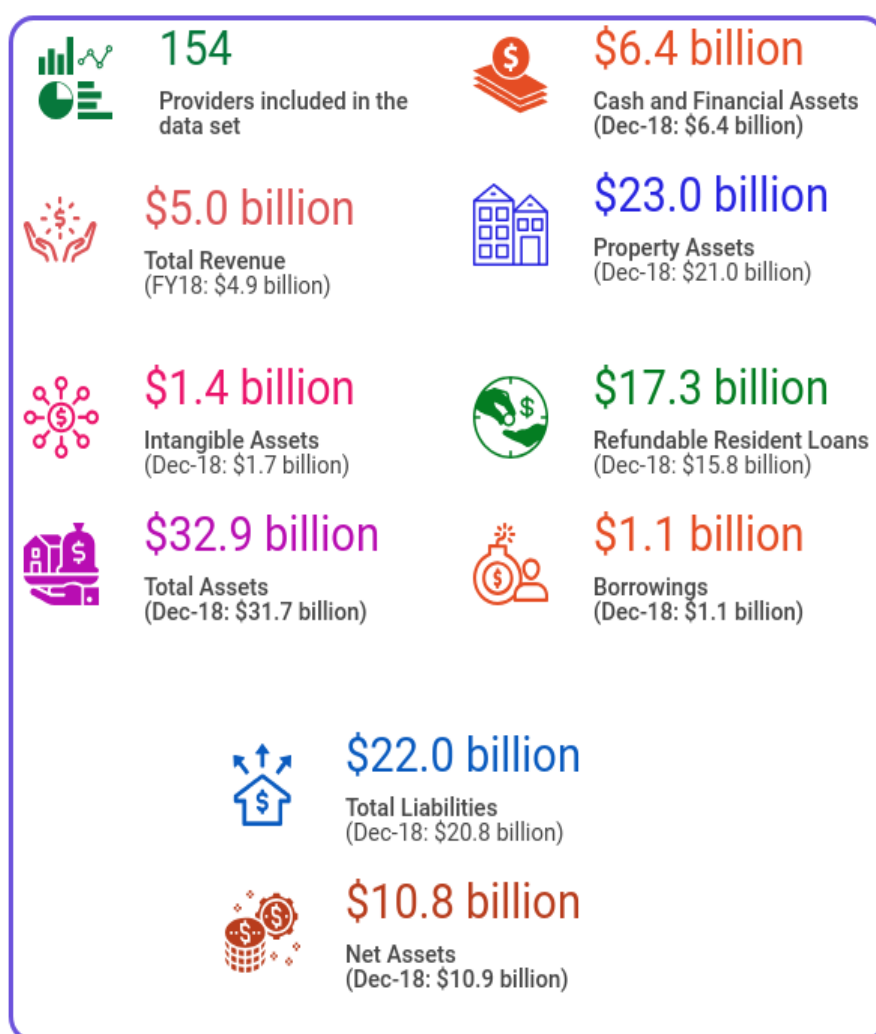 154
Providers included in the
data set
$6.4 billion
Cash and Financial Assets
(Dec-18: $6.4 billion)
$5.0 billion
Total Revenue
(FY18: $4.9 billion)
$23.0 billion
Property Assets
(Dec-18: $21.0 billion)
$1.4 billion
Intangible Assets
(Dec-18: $1.7 billion)
$17.3 billion
Refundable Resident Loans
(Dec-18: $15.8 billion)
$32.9 billion
Total Assets
(Dec-18: $31.7 billion)
$1.1 billion
Borrowings
(Dec-18: $1.1 billion)
$22.0 billion
Total Liabilities
(Dec-18: $20.8 billion)
$10.8 billion
Net Assets
(Dec-18: $10.9 billion)